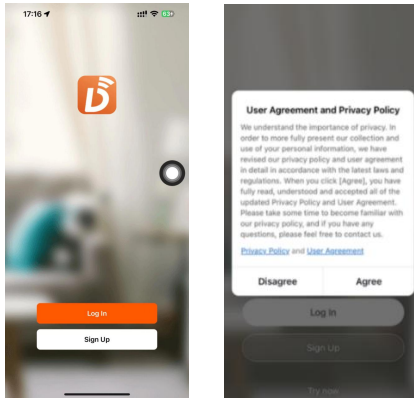 17:16
63
Log In
Sign Up
User Agreement and Privacy Policy
We understand the importance of privacy. In
order to more fully present our collection and
use of your personal information, we have
revised our privacy policy and user agreement
in detail in accordance with the latest laws and
regulations. When you click [Agree], you have
fully read, understood and accepted all of the
updated Privacy Policy and User Agreement.
Please take some time to become familiar with
our privacy policy, and if you have any
questions, please feel free to contact us.
Privacy Policy and User Agreement
Disagree Agree
Log In
Sign Up
Try now